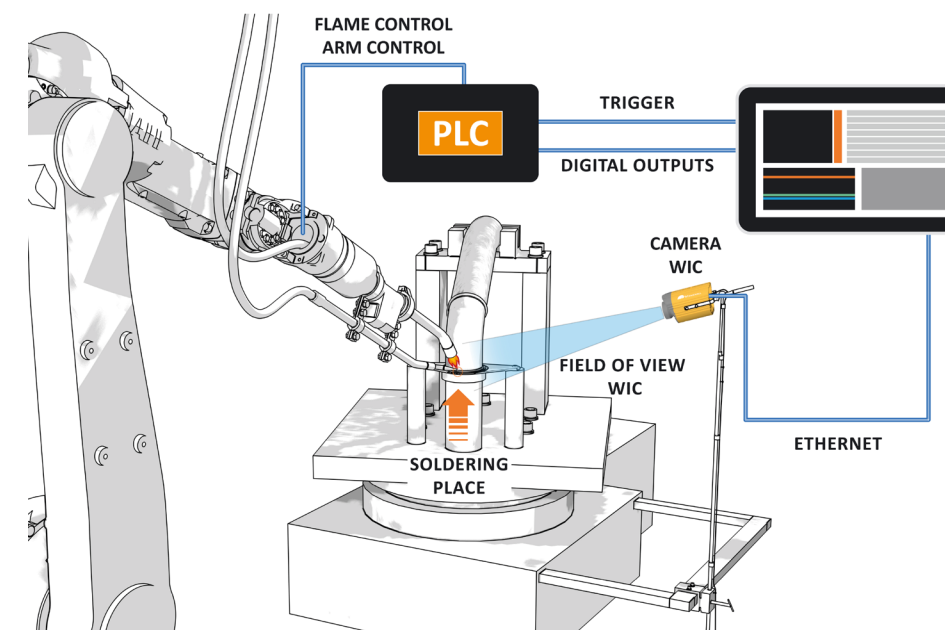 FLAME CONTROL
ARM CONTROL
PLC
TRIGGER
DIGITAL OUTPUTS
CAMERA
WIC
FIELD OF VIEW
WIC
ETHERNET
SOLDERING
PLACE